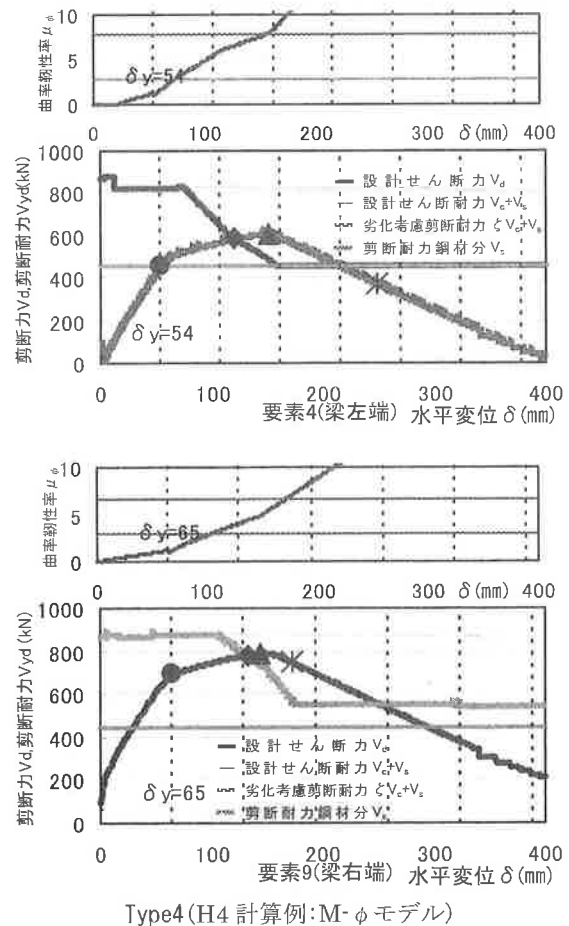 曲率靭性率 μφ
10
5
0
δy=54
0 100 200 300 400
δ(mm)
剪断力Vd,剪断耐力Vyd(kN)
1000
800
600
400
200
0
設計せん断力Vd
設計せん断耐力Vc+Vs
劣化考慮剪断耐力ζVc+Vs
剪断耐力鋼材分Vs
δy=54
0 100 200 300 400
要素4(梁左端) 水平変位δ(mm)
曲率靭性率 μφ
10
5
0
δy=65
0 100 200 300 400
δ(mm)
剪断力Vd,剪断耐力Vyd(kN)
1000
800
600
400
200
0
設計せん断力Vd
設計せん断耐力Vc+Vs
劣化考慮剪断耐力ζVc+Vs
剪断耐力鋼材分Vs
δy=65
0 100 200 300 400
要素9(梁右端) 水平変位δ(mm)
Type4(H4計算例:M-φモデル)